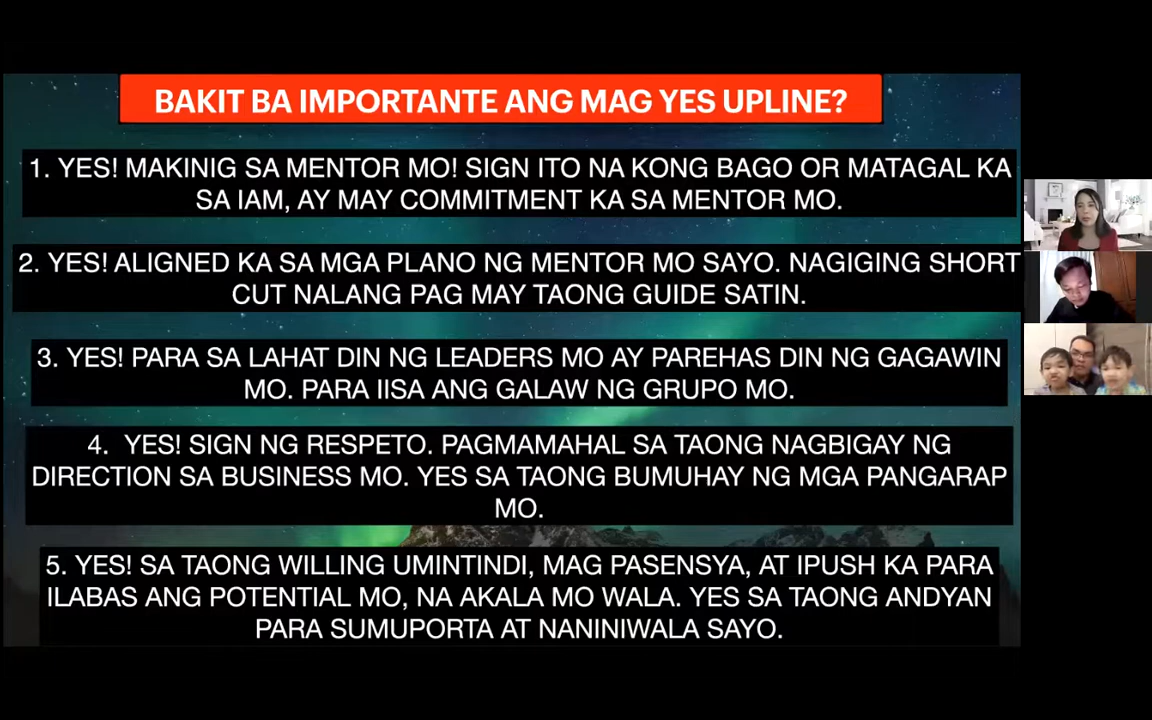 BAKIT BA IMPORTANTE ANG MAG YES UPLINE?
1. YES! MAKINIG SA MENTOR MO! SIGN ITO NA KONG BAGO OR MATAGAL KA
SA IAM, AY MAY COMMITMENT KA SA MENTOR MO.
2. YES! ALIGNED KA SA MGA PLANO NG MENTOR MO SAYO. NAGIGING SHORT
CUT NALANG PAG MAY TAONG GUIDE SATIN.
3. YES! PARA SA LAHAT DIN NG LEADERS MO AY PAREHAS DIN NG GAGAWIN
MO. PARA IISA ANG GALAW NG GRUPO MO.
4. YES! SIGN NG RESPETO. PAGMAMAHAL SA TAONG NAGBIGAY NG
DIRECTION SA BUSINESS MO. YES SA TAONG BUMUHAY NG MGA PANGARAP
MO.
5. YES! SA TAONG WILLING UMINTINDI, MAG PASENSYA, AT IPUSH KA PARA
ILABAS ANG POTENTIAL MO, NA AKALA MO WALA. YES SA TAONG ANDYAN
PARA SUMUPORTA AT NANINIWALA SAYO.